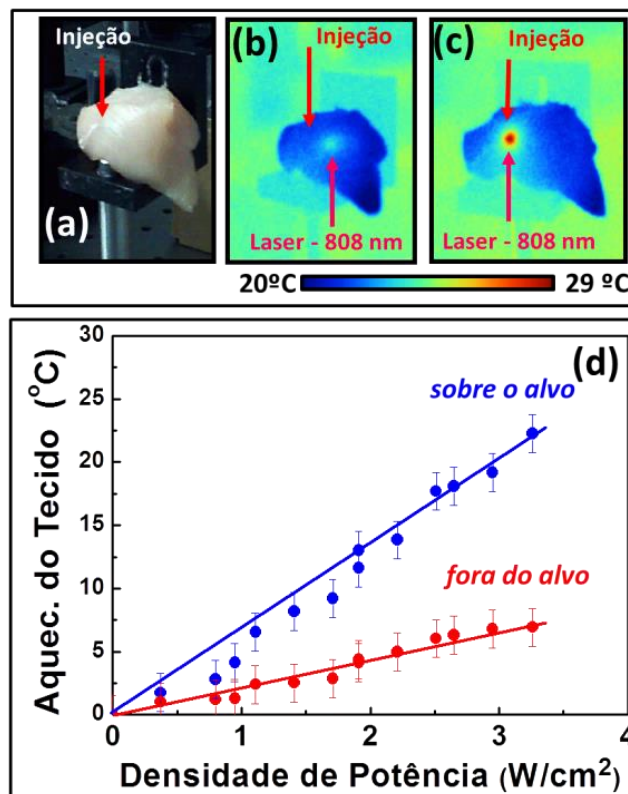 Injeção
(a)
(b)
Injeção
Laser - 808 nm
(c)
Injeção
Laser - 808 nm
20ºC
29 ºC
(d)
sobre o alvo
fora do alvo
Aquec. do Tecido (°C)
30
25
20
15
10
5
0
0 1 2 3 4
Densidade de Potência (W/cm²)